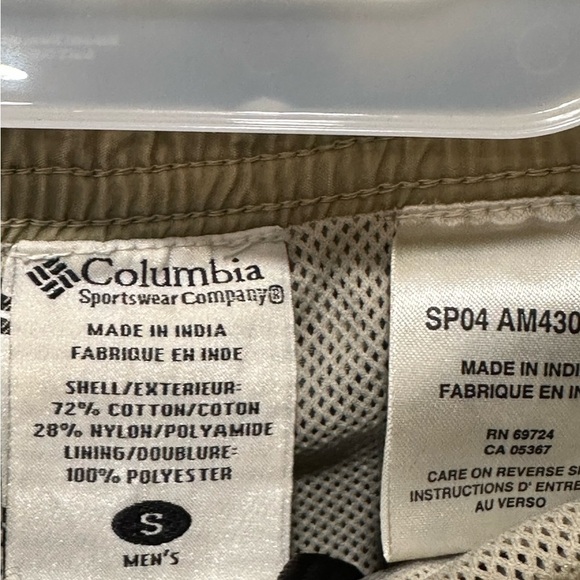 Columbia
Sportswear Company®
MADE IN INDIA
FABRIQUE EN INDE
SHELL/EXTERIEUR:
72% COTTON/COTON
28% NYLON/POLYAMIDE
LINING/DOUBLURE:
100% POLYESTER
S
MEN'S
SP04 AM430
MADE IN INDI
FABRIQUE EN IN
RN 69724
CA 05367
CARE ON REVERSE SI
INSTRUCTIONS D' ENTRE
AU VERSO